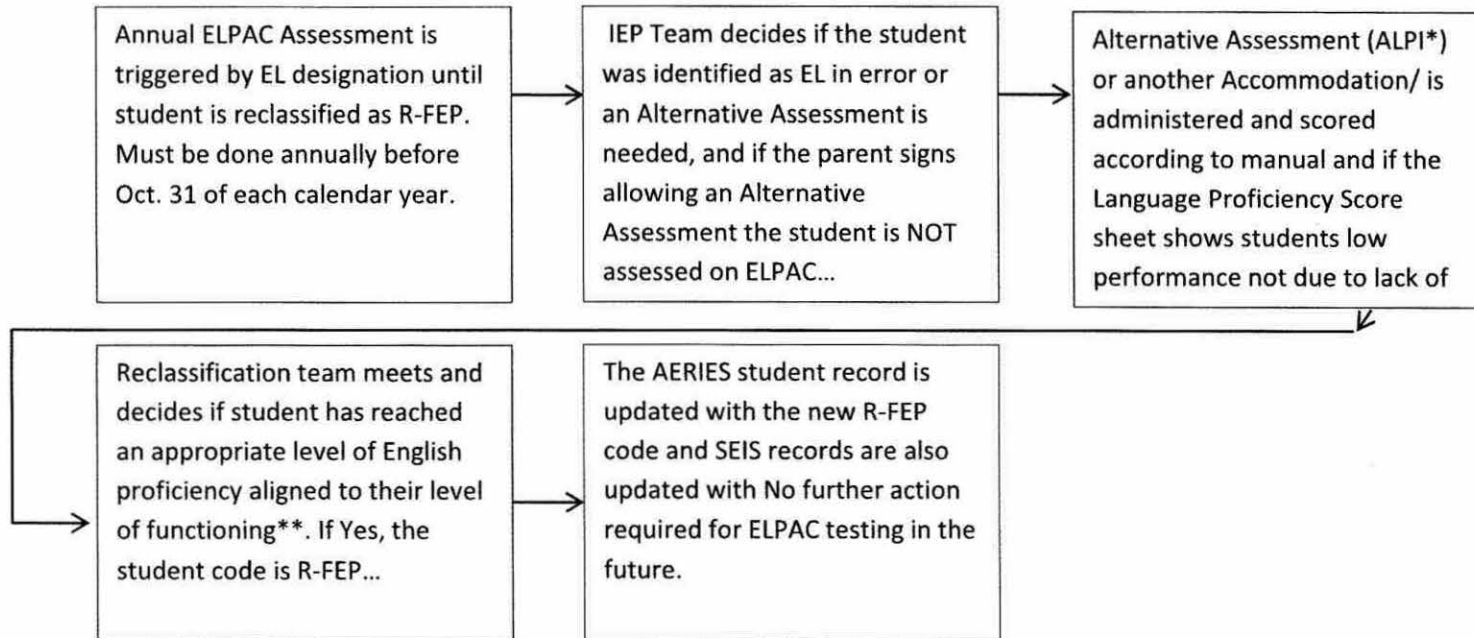 Annual ELPAC Assessment is
triggered by EL designation until
student is reclassified as R-FEP.
Must be done annually before
Oct. 31 of each calendar year.
IEP Team decides if the student
was identified as EL in error or
an Alternative Assessment is
needed, and if the parent signs
allowing an Alternative
Assessment the student is NOT
assessed on ELPAC...
Alternative Assessment (ALPI*)
or another Accommodation/ is
administered and scored
according to manual and if the
Language Proficiency Score
sheet shows students low
performance not due to lack of
Reclassification team meets and
decides if student has reached
an appropriate level of English
proficiency aligned to their level
of functioning**. If Yes, the
student code is R-FEP...
The AERIES student record is
updated with the new R-FEP
code and SEIS records are also
updated with No further action
required for ELPAC testing in the
future.